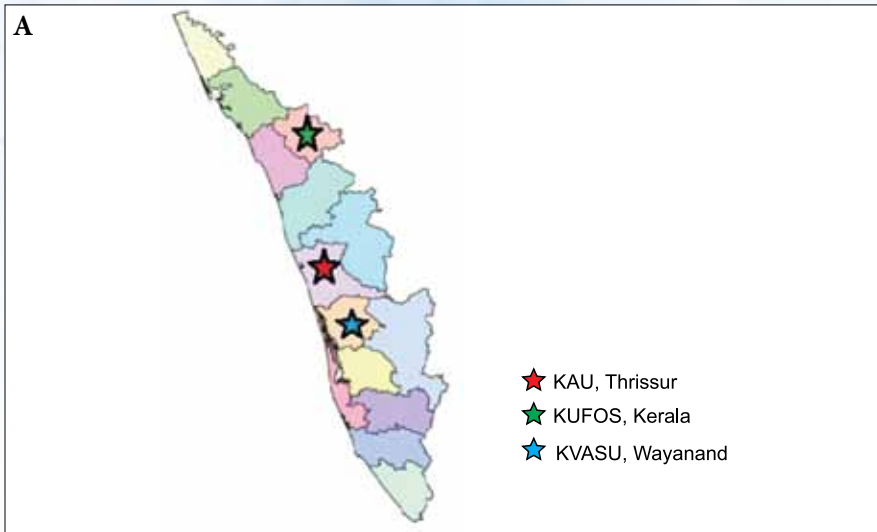 A
KAU, Thrissur
KUFOS, Kerala
KVASU, Wayanand